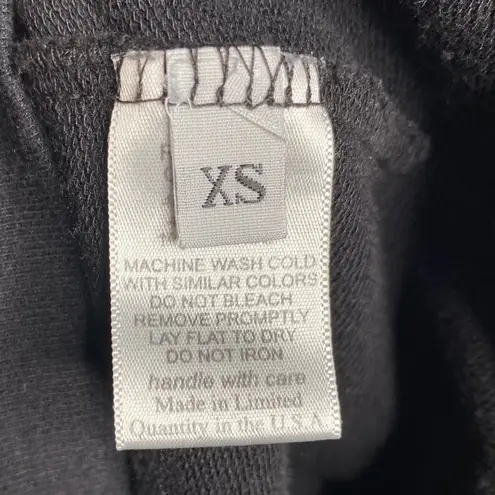 XS
MACHINE WASH COLD
WITH SIMILAR COLORS
DO NOT BLEACH
REMOVE PROMPTLY
LAY FLAT TO DRY
DO NOT IRON
handle with care
Made in Limited
Quantity in the U.S.A